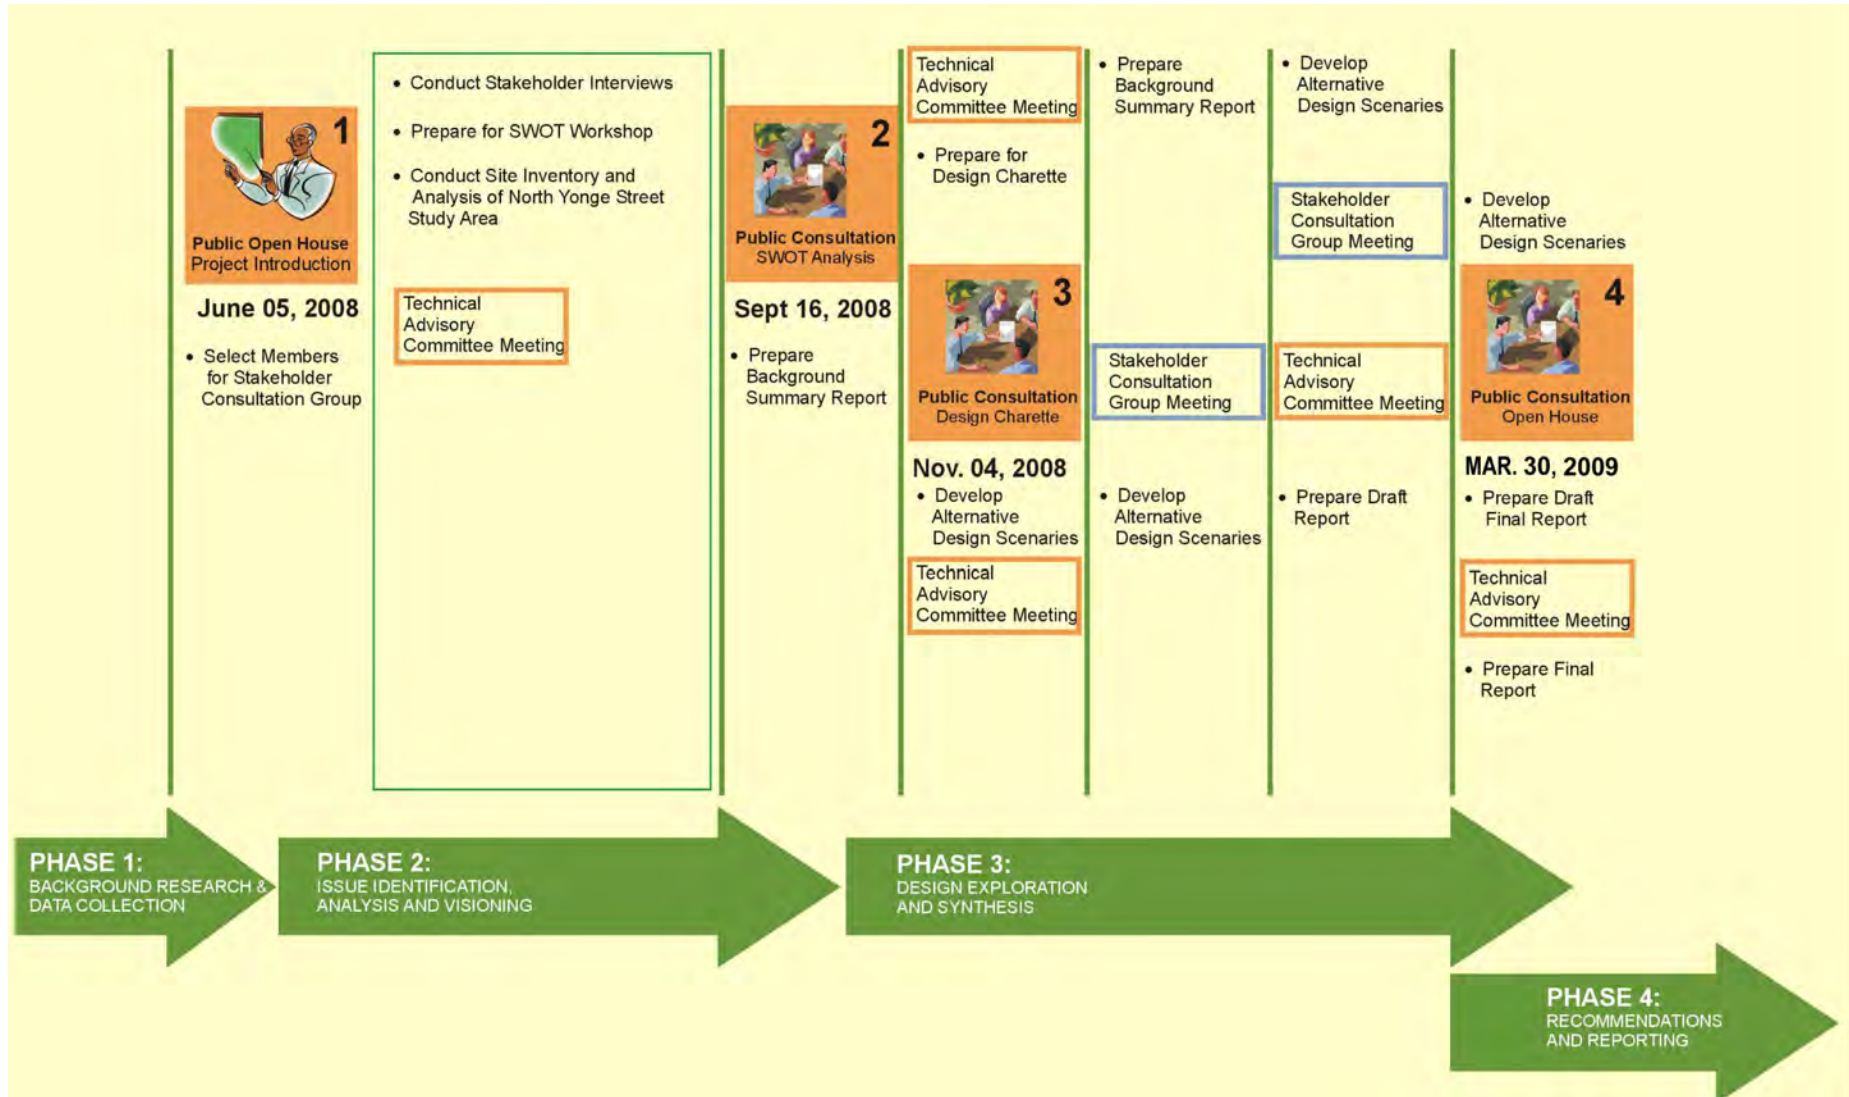 1
Public Open House
Project Introduction
June 05, 2008
• Select Members
for Stakeholder
Consultation Group
• Conduct Stakeholder Interviews
• Prepare for SWOT Workshop
• Conduct Site Inventory and
Analysis of North Yonge Street
Study Area
Technical
Advisory
Committee Meeting
2
Public Consultation
SWOT Analysis
Sept 16, 2008
• Prepare
Background
Summary Report
Technical
Advisory
Committee Meeting
• Prepare for
Design Charette
3
Public Consultation
Design Charette
Nov. 04, 2008
• Develop
Alternative
Design Scenaries
Technical
Advisory
Committee Meeting
• Prepare
Background
Summary Report
Stakeholder
Consultation
Group Meeting
• Develop
Alternative
Design Scenaries
• Develop
Alternative
Design Scenaries
Stakeholder
Consultation
Group Meeting
Technical
Advisory
Committee Meeting
• Prepare Draft
Report
• Develop
Alternative
Design Scenaries
4
Public Consultation
Open House
MAR. 30, 2009
• Prepare Draft
Final Report
Technical
Advisory
Committee Meeting
• Prepare Final
Report
PHASE 1:
BACKGROUND RESEARCH &
DATA COLLECTION
PHASE 2:
ISSUE IDENTIFICATION,
ANALYSIS AND VISIONING
PHASE 3:
DESIGN EXPLORATION
AND SYNTHESIS
PHASE 4:
RECOMMENDATIONS
AND REPORTING